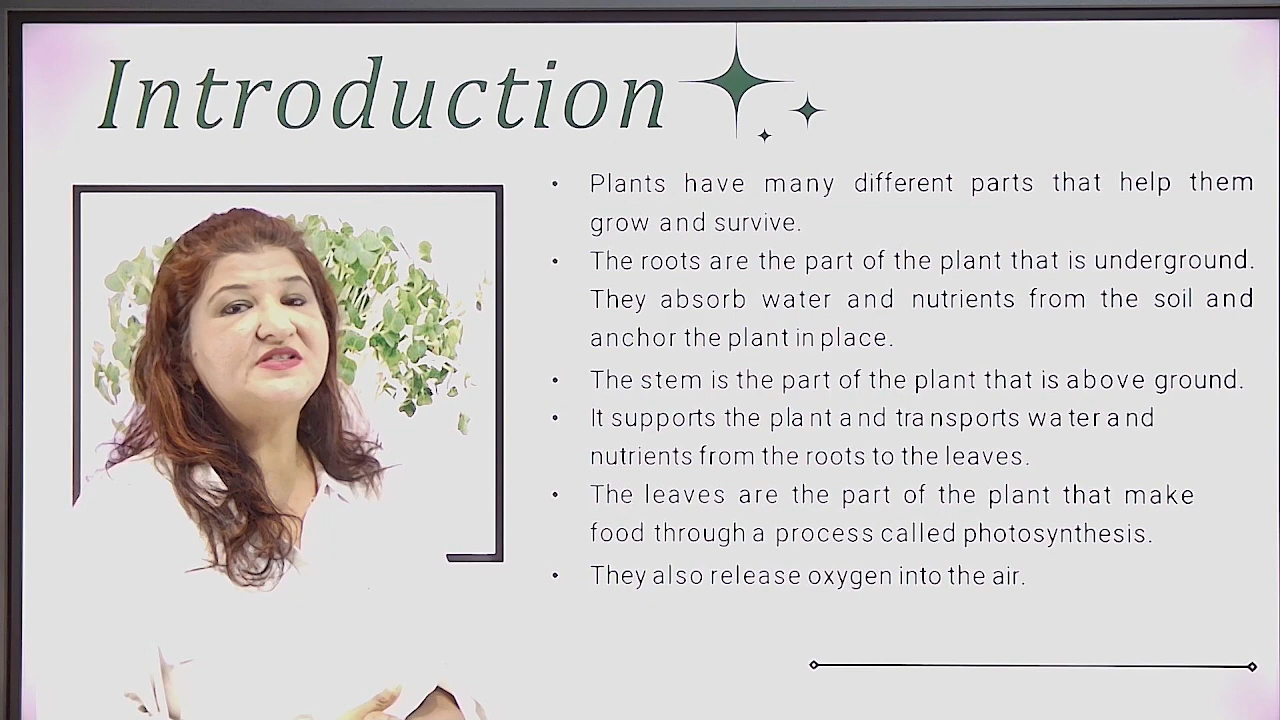 Introduction
• Plants have many different parts that help them
grow and survive.
• The roots are the part of the plant that is underground.
They absorb water and nutrients from the soil and
anchor the plant in place.
• The stem is the part of the plant that is above ground.
• It supports the plant and transports water and
nutrients from the roots to the leaves.
• The leaves are the part of the plant that make
food through a process called photosynthesis.
• They also release oxygen into the air.